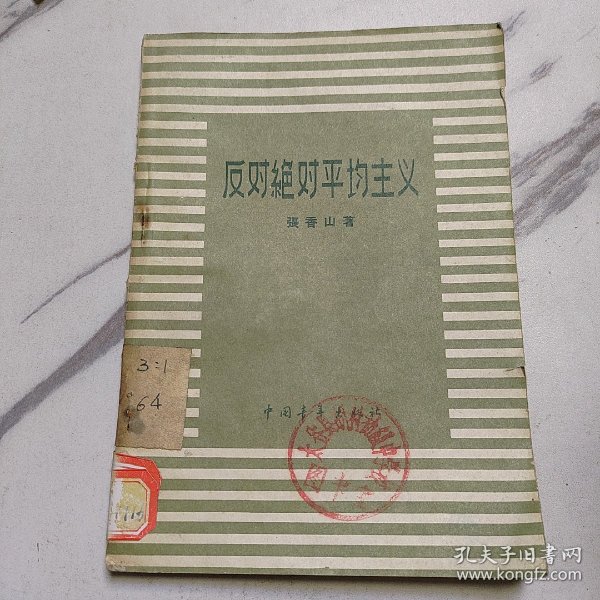 反对絶对平均主义
張香山著
中国青年出版社
3:1
64
孔夫子旧書网
www.kongfz.com